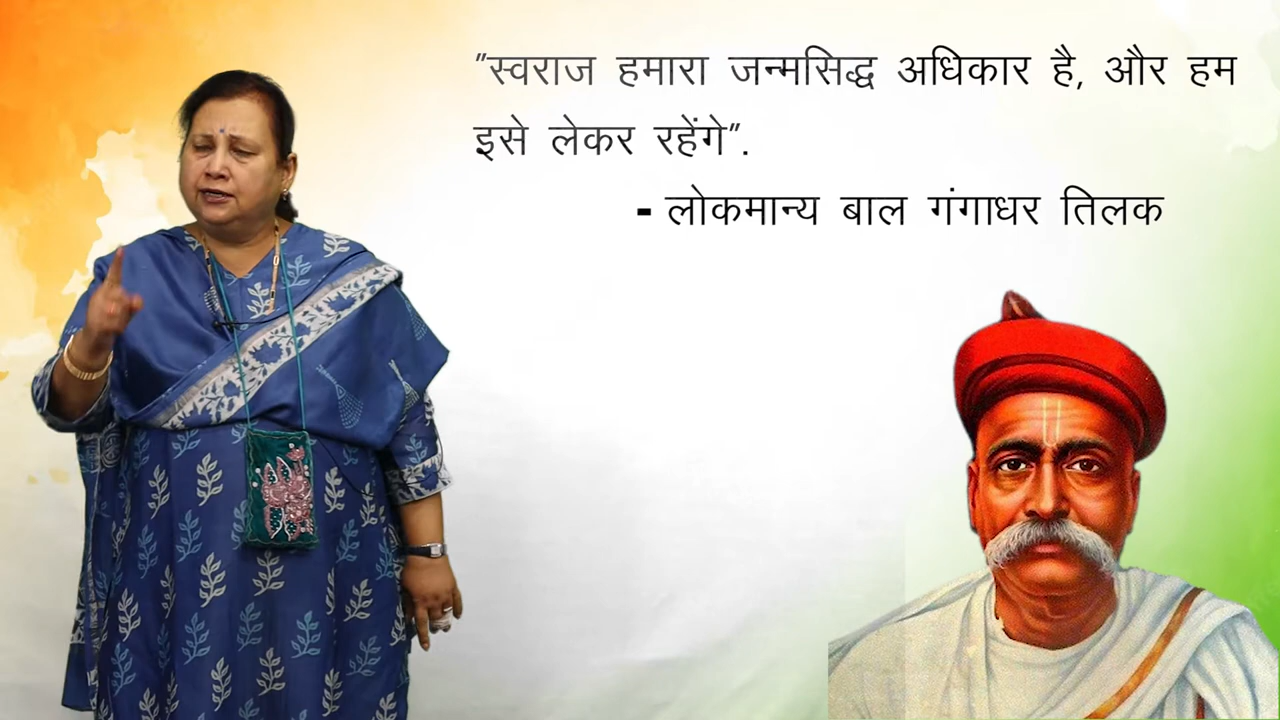 "स्वराज हमारा जन्मसिद्ध अधिकार है, और हम
इसे लेकर रहेंगे".
- लोकमान्य बाल गंगाधर तिलक